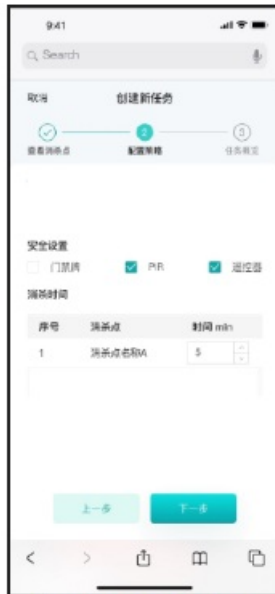 9:41
Search
取消 创建新任务
2 3
查看消杀点 配置策略 任务概览
安全设置
门禁牌 PIR 遥控器
消杀时间
序号 消杀点 时间 min
1 消杀点名称A 5
上一步 下一步